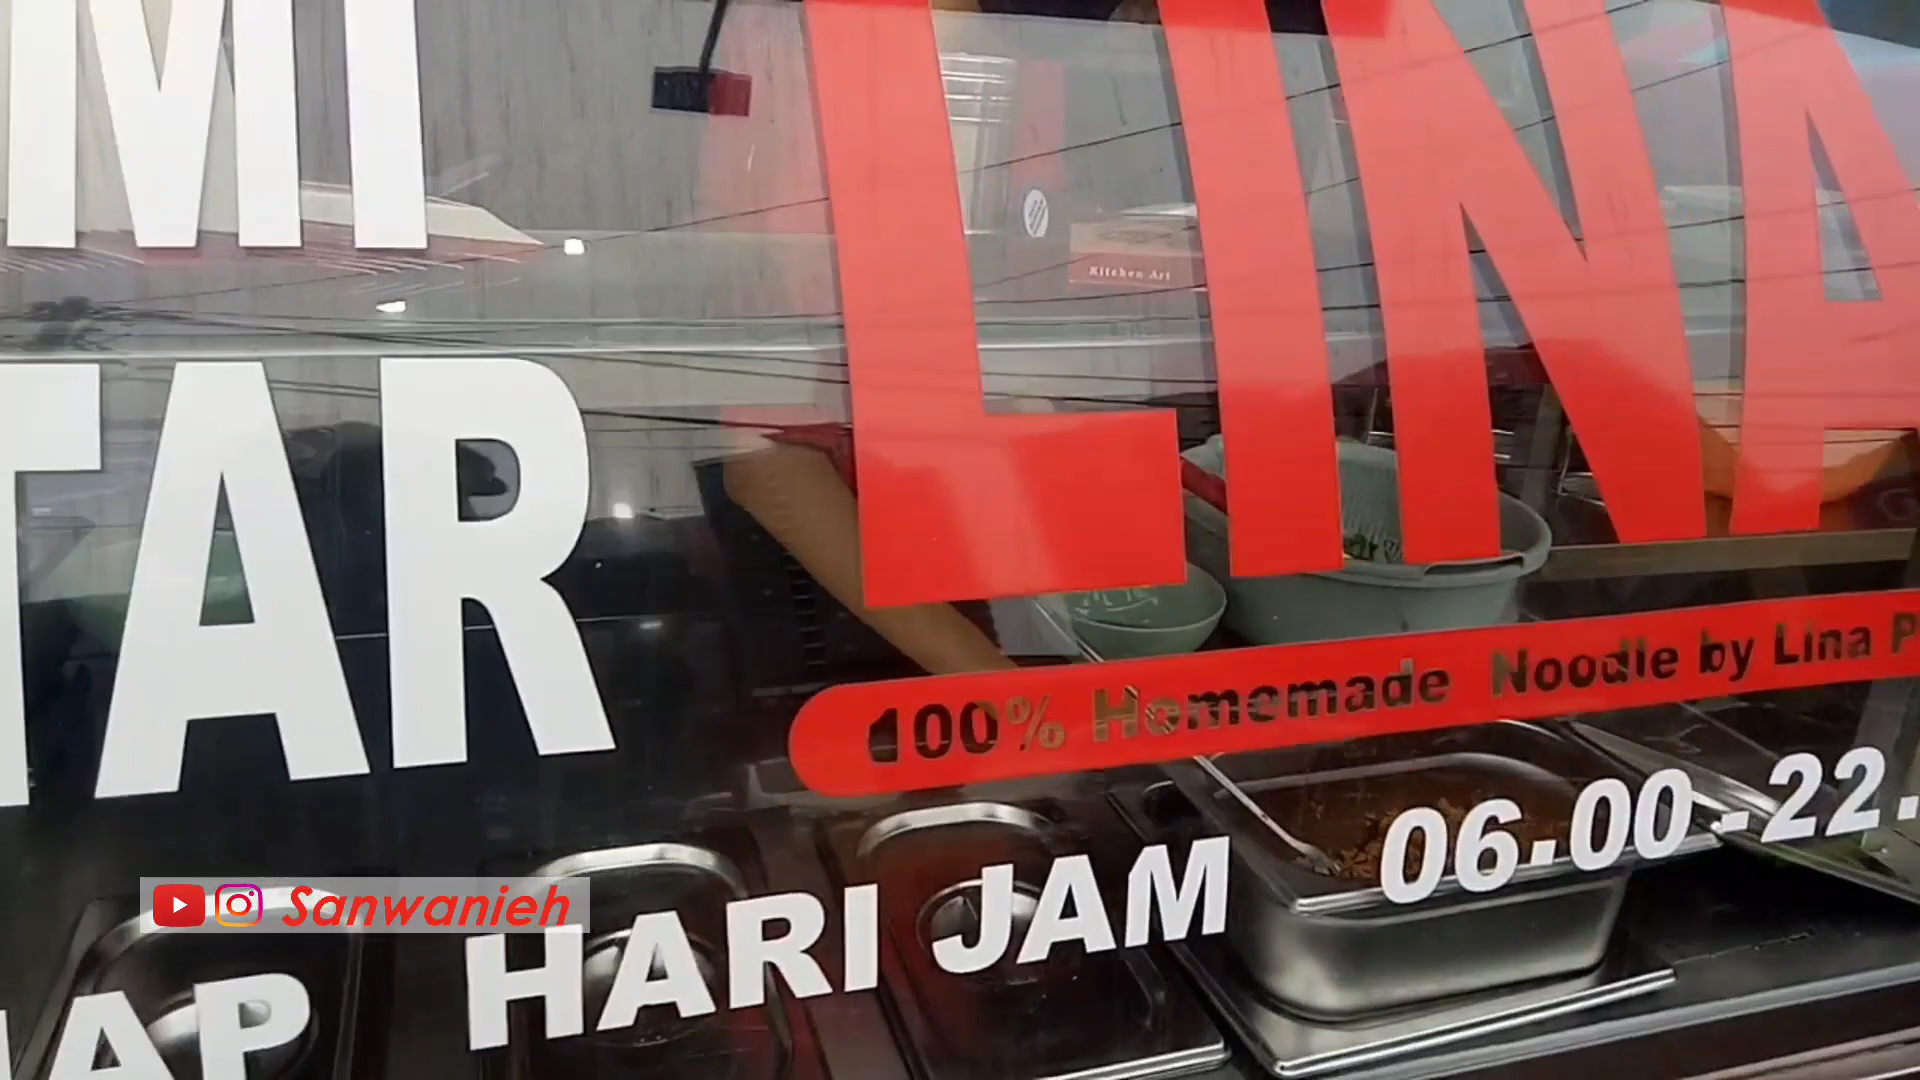 MI LINA
TAR
Kitchen Art
100% Homemade Noodle by Lina P
HARI JAM 06.00-22.
Sanwanieh